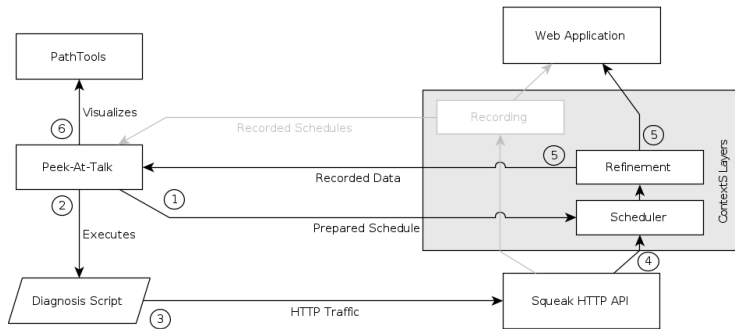 Web Application
PathTools
Visualizes
Recorded Schedules
Recording
6
5
5
Peek-At-Talk
Recorded Data
Refinement
ContextS Layers
2
1
Prepared Schedule
Scheduler
Executes
4
Diagnosis Script
3
HTTP Traffic
Squeak HTTP API